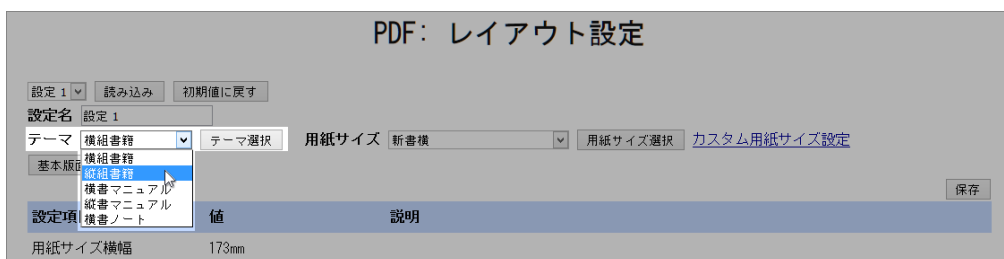 PDF: レイアウト設定
設定 1 読み込み 初期値に戻す
設定名 設定 1
テーマ 横組書籍 テーマ選択 用紙サイズ 新書横 用紙サイズ選択 カスタム用紙サイズ設定
横組書籍
基本版面
縦組書籍
横書マニュアル
縦書マニュアル
横書ノート
保存
設定項 値 説明
用紙サイズ横幅 173mm